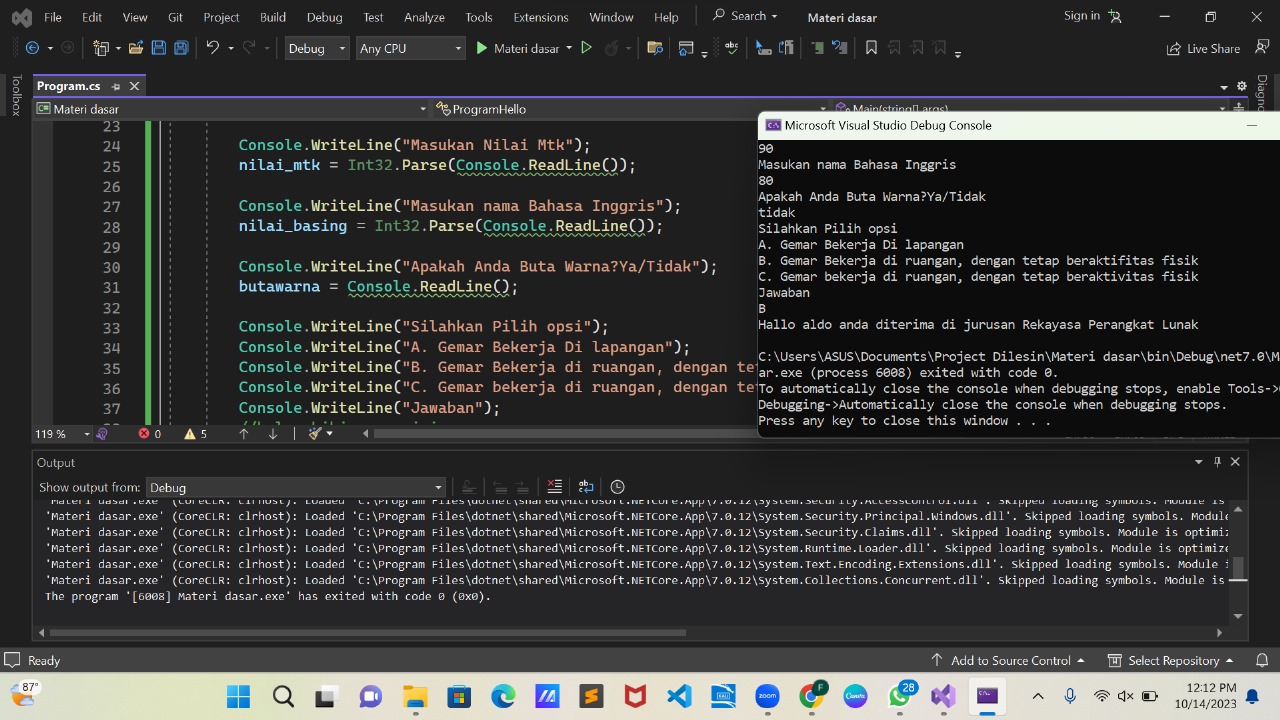 File Edit View Git Project Build Debug Test Analyze Tools Extensions Window Help Search Materi dasar Sign in
Debug Any CPU Materi dasar Live Share
Toolbox
Program.cs
Materi dasar ProgramHello Main(string[] args)
23
24 Console.WriteLine("Masukan Nilai Mtk");
25 nilai_mtk = Int32.Parse(Console.ReadLine());
26
27 Console.WriteLine("Masukan nama Bahasa Inggris");
28 nilai_basing = Int32.Parse(Console.ReadLine());
29
30 Console.WriteLine("Apakah Anda Buta Warna?Ya/Tidak");
31 butawarna = Console.ReadLine();
32
33 Console.WriteLine("Silahkan Pilih opsi");
34 Console.WriteLine("A. Gemar Bekerja Di lapangan");
35 Console.WriteLine("B. Gemar Bekerja di ruangan, dengan te
36 Console.WriteLine("C. Gemar bekerja di ruangan, dengan te
37 Console.WriteLine("Jawaban");
119 % 0 5
Microsoft Visual Studio Debug Console
90
Masukan nama Bahasa Inggris
80
Apakah Anda Buta Warna?Ya/Tidak
tidak
Silahkan Pilih opsi
A. Gemar Bekerja Di lapangan
B. Gemar Bekerja di ruangan, dengan tetap beraktifitas fisik
C. Gemar bekerja di ruangan, dengan tetap beraktivitas fisik
Jawaban
B
Hallo aldo anda diterima di jurusan Rekayasa Perangkat Lunak
C:\Users\ASUS\Documents\Project Dilesin\Materi dasar\bin\Debug\net7.0\M
ar.exe (process 6008) exited with code 0.
To automatically close the console when debugging stops, enable Tools->
Debugging->Automatically close the console when debugging stops.
Press any key to close this window . . .
Output
Show output from: Debug
'Materi dasar.exe' (CoreCLR: clrhost): Loaded 'C:\Program Files\dotnet\shared\Microsoft.NETCore.App\7.0.12\System.Security.AccessControl.dll'. Skipped loading symbols. Module is
'Materi dasar.exe' (CoreCLR: clrhost): Loaded 'C:\Program Files\dotnet\shared\Microsoft.NETCore.App\7.0.12\System.Security.Principal.Windows.dll'. Skipped loading symbols. Module
'Materi dasar.exe' (CoreCLR: clrhost): Loaded 'C:\Program Files\dotnet\shared\Microsoft.NETCore.App\7.0.12\System.Security.Claims.dll'. Skipped loading symbols. Module is optimi
'Materi dasar.exe' (CoreCLR: clrhost): Loaded 'C:\Program Files\dotnet\shared\Microsoft.NETCore.App\7.0.12\System.Runtime.Loader.dll'. Skipped loading symbols. Module is optimize
'Materi dasar.exe' (CoreCLR: clrhost): Loaded 'C:\Program Files\dotnet\shared\Microsoft.NETCore.App\7.0.12\System.Text.Encoding.Extensions.dll'. Skipped loading symbols. Module
'Materi dasar.exe' (CoreCLR: clrhost): Loaded 'C:\Program Files\dotnet\shared\Microsoft.NETCore.App\7.0.12\System.Collections.Concurrent.dll'. Skipped loading symbols. Module is
The program '[6008] Materi dasar.exe' has exited with code 0 (0x0).
Ready Add to Source Control Select Repository
87° zoom F Canva 28 12:12 PM
10/14/2023